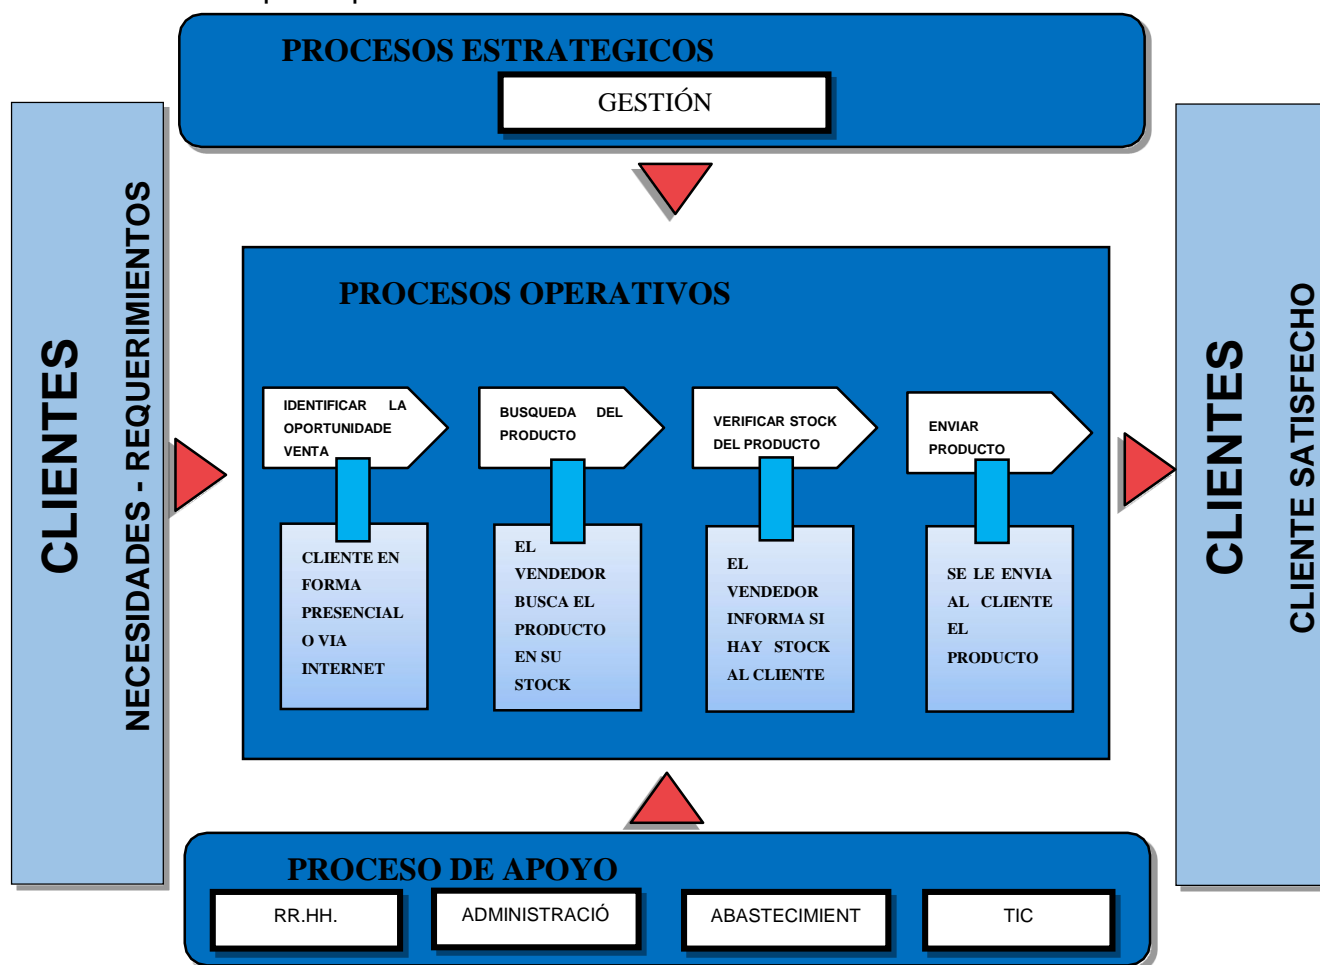 PROCESOS ESTRATEGICOS
GESTIÓN
CLIENTES
NECESIDADES - REQUERIMIENTOS
PROCESOS OPERATIVOS
IDENTIFICAR LA
OPORTUNIDADE
VENTA
BUSQUEDA DEL
PRODUCTO
VERIFICAR STOCK
DEL PRODUCTO
ENVIAR
PRODUCTO
CLIENTE EN
FORMA
PRESENCIAL
O VIA
INTERNET
EL
VENDEDOR
BUSCA EL
PRODUCTO
EN SU
STOCK
EL
VENDEDOR
INFORMA SI
HAY STOCK
AL CLIENTE
SE LE ENVIA
AL CLIENTE
EL
PRODUCTO
CLIENTES
CLIENTE SATISFECHO
PROCESO DE APOYO
RR.HH.
ADMINISTRACIÓ
ABASTECIMIENT
TIC